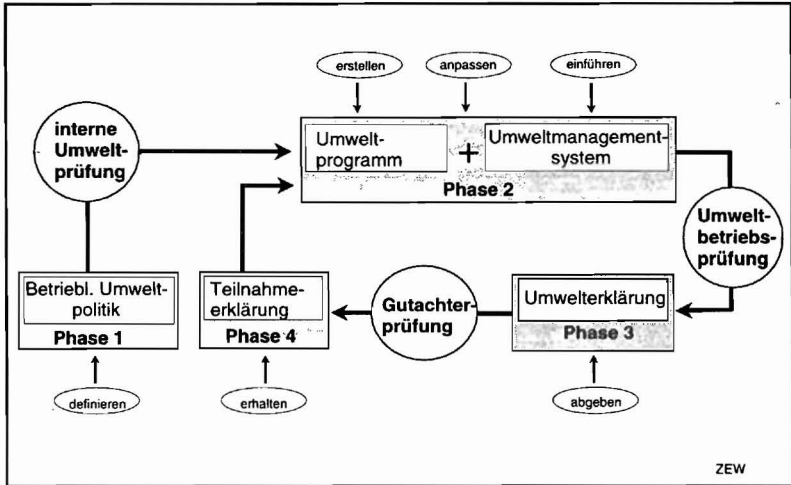 erstellen
anpassen
einführen
interne
Umwelt-
prüfung
Umwelt-
programm
+
Umweltmanagement-
system
Phase 2
Umwelt-
betriebs-
prüfung
Betriebl. Umwelt-
politik
Phase 1
Teilnahme-
erklärung
Phase 4
Gutachter-
prüfung
Umwelterklärung
Phase 3
definieren
erhalten
abgeben
ZEW